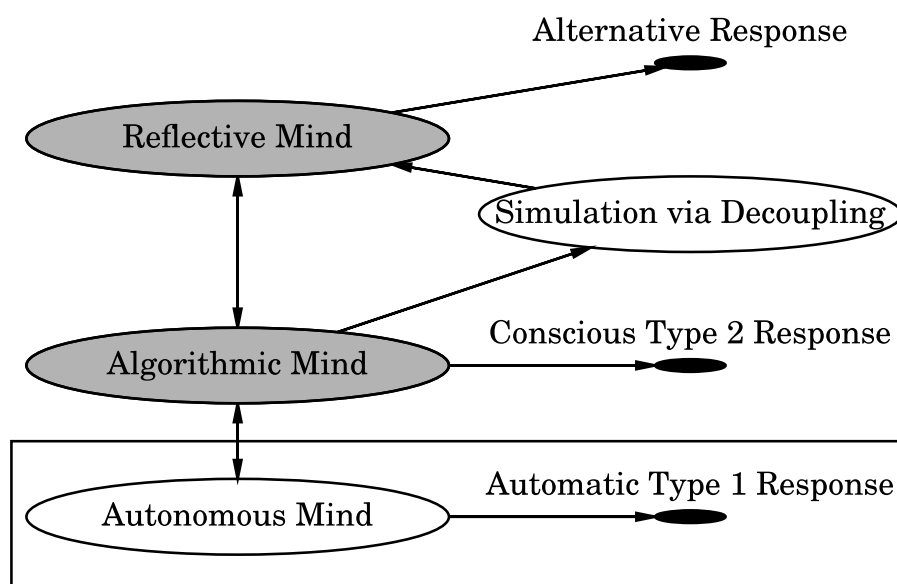 Alternative Response
Reflective Mind
Simulation via Decoupling
Conscious Type 2 Response
Algorithmic Mind
Automatic Type 1 Response
Autonomous Mind